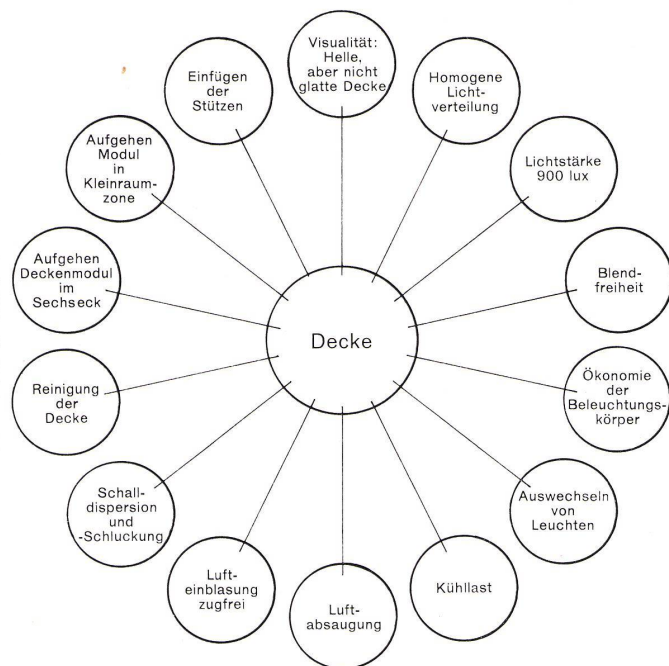 Visualität:
Helle,
aber nicht
glatte Decke
Homogene
Licht-
verteilung
Lichtstärke
900 lux
Blend-
freiheit
Ökonomie
der
Beleuchtungs-
körper
Auswechseln
von
Leuchten
Kühllast
Luft-
absaugung
Luft-
einblasung
zugfrei
Schall-
dispersion
und
-Schluckung
Reinigung
der
Decke
Aufgehen
Deckenmodul
im
Sechseck
Aufgehen
Modul
in
Kleinraum-
zone
Einfügen
der
Stützen
Decke